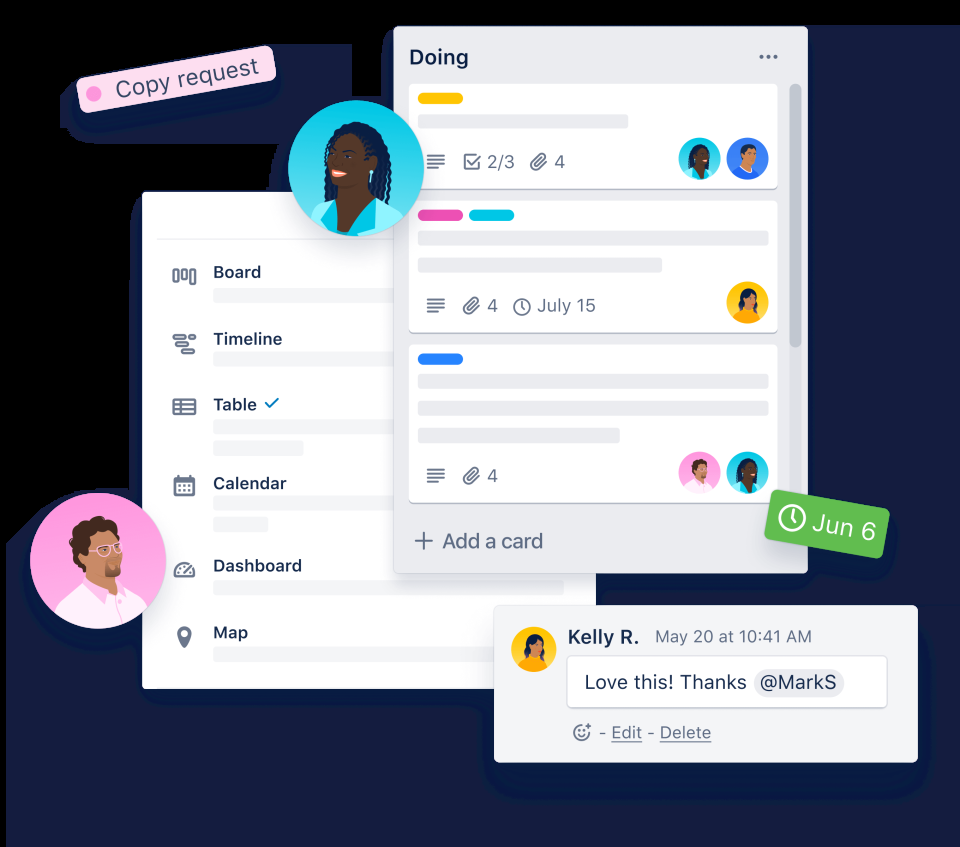 Copy request
Doing
2/3 4
4 July 15
4
+ Add a card
Board
Timeline
Table
Calendar
Dashboard
Map
Jun 6
Kelly R. May 20 at 10:41 AM
Love this! Thanks @MarkS
- Edit - Delete